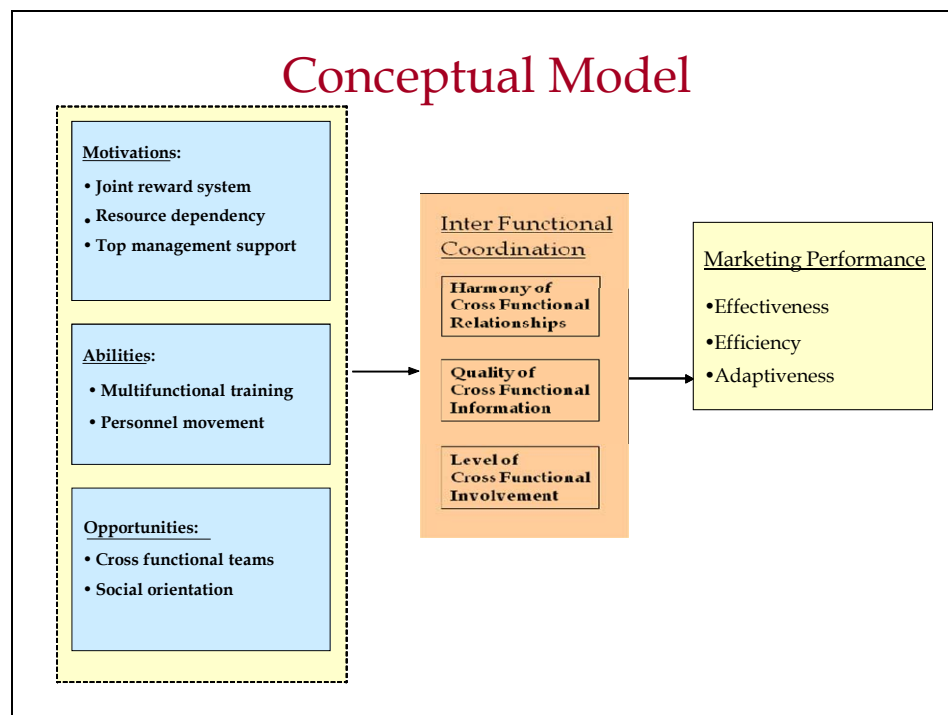 Conceptual Model
Motivations:
• Joint reward system
• Resource dependency
• Top management support
Abilities:
• Multifunctional training
• Personnel movement
Opportunities:
• Cross functional teams
• Social orientation
Inter Functional
Coordination
Harmony of
Cross Functional
Relationships
Quality of
Cross Functional
Information
Level of
Cross Functional
Involvement
Marketing Performance
•Effectiveness
•Efficiency
•Adaptiveness